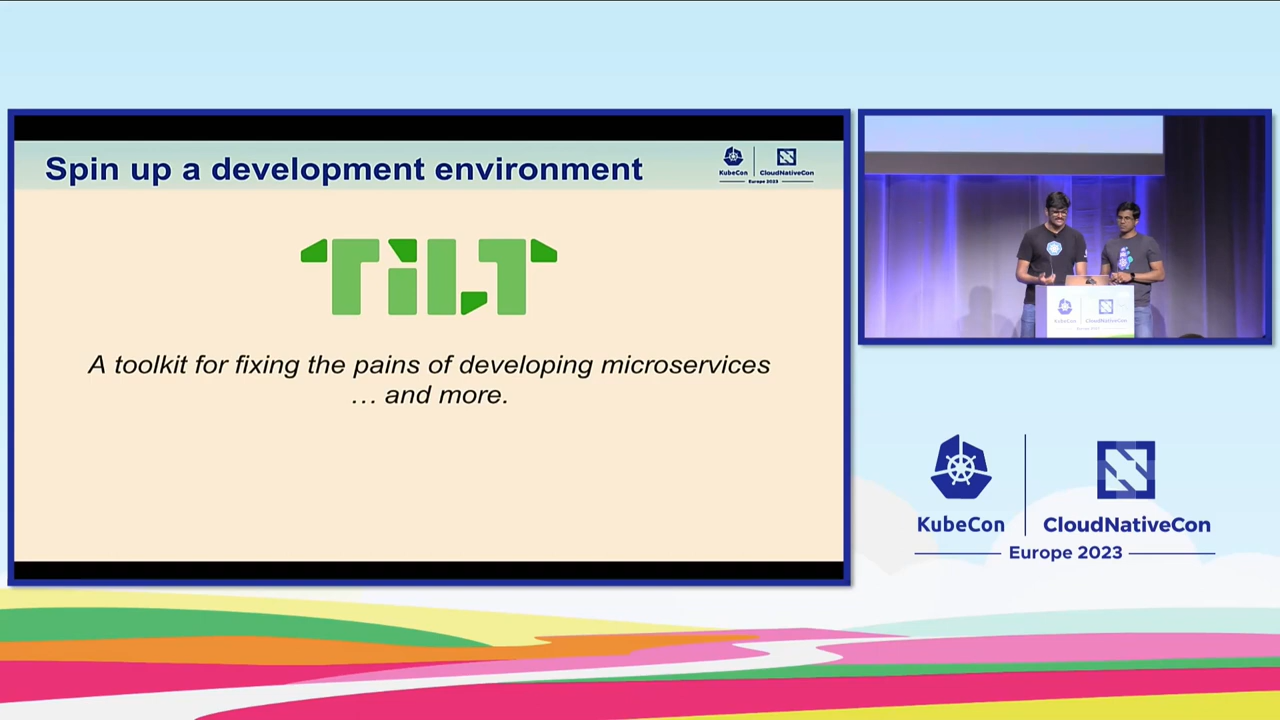 Spin up a development environment
KubeCon
CloudNativeCon
Europe 2023
TiLT
A toolkit for fixing the pains of developing microservices
… and more.
KubeCon
CloudNativeCon
Europe 2023